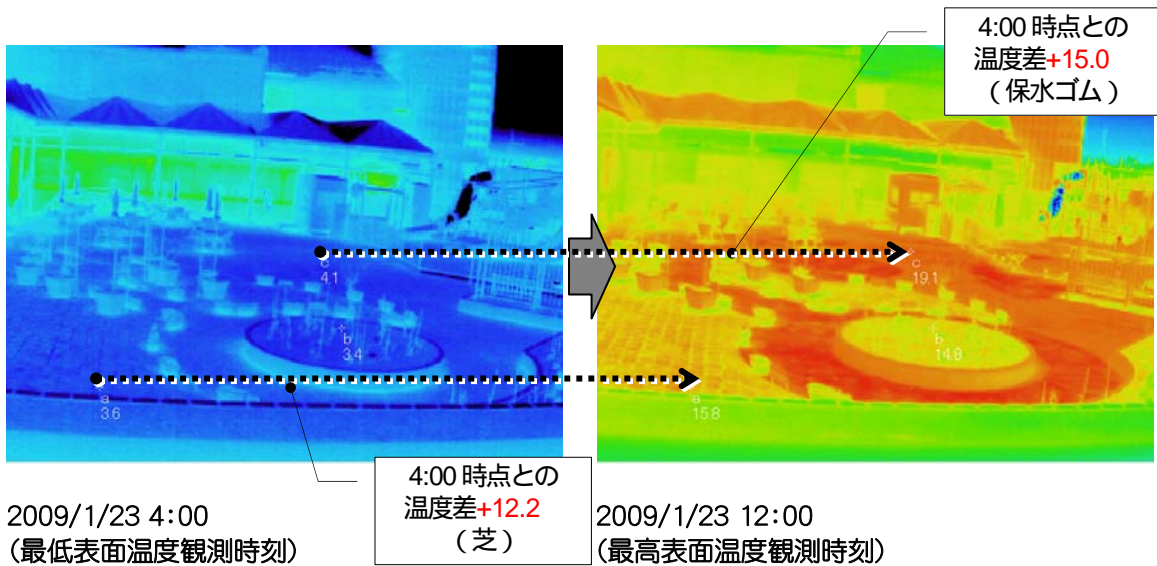 4:00 時点との
温度差+15.0
(保水ゴム)
c
4.1
b
3.4
a
3.6
c
19.1
b
14.8
a
15.8
4:00 時点との
温度差+12.2
(芝)
2009/1/23 4:00
(最低表面温度観測時刻)
2009/1/23 12:00
(最高表面温度観測時刻)